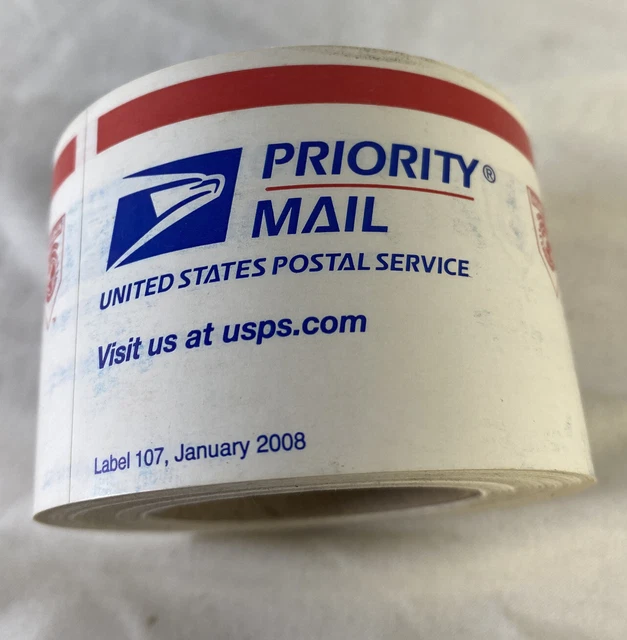 PRIORITY®
MAIL
UNITED STATES POSTAL SERVICE
Visit us at usps.com
Label 107, January 2008